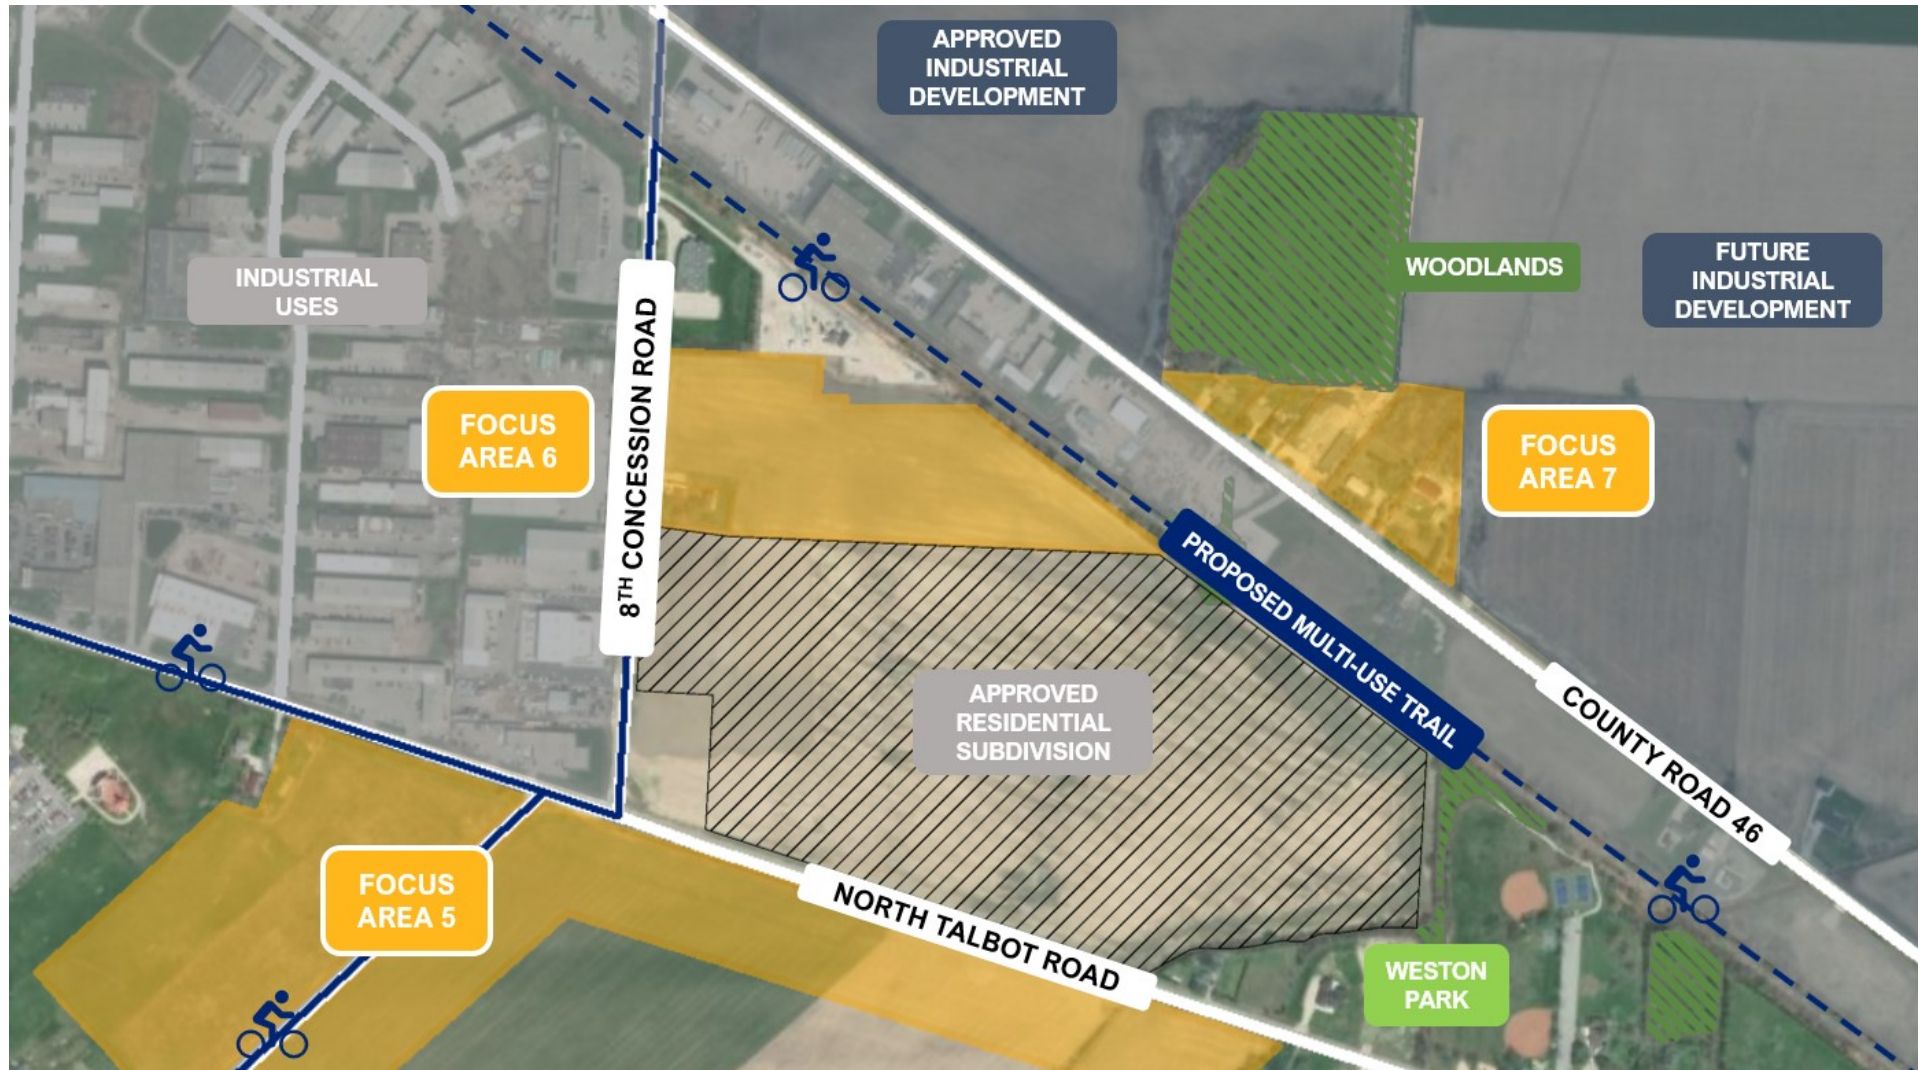 APPROVED
INDUSTRIAL
DEVELOPMENT
WOODLANDS
FUTURE
INDUSTRIAL
DEVELOPMENT
INDUSTRIAL
USES
8TH CONCESSION ROAD
FOCUS
AREA 6
FOCUS
AREA 7
PROPOSED MULTI-USE TRAIL
APPROVED
RESIDENTIAL
SUBDIVISION
COUNTY ROAD 46
FOCUS
AREA 5
NORTH TALBOT ROAD
WESTON
PARK